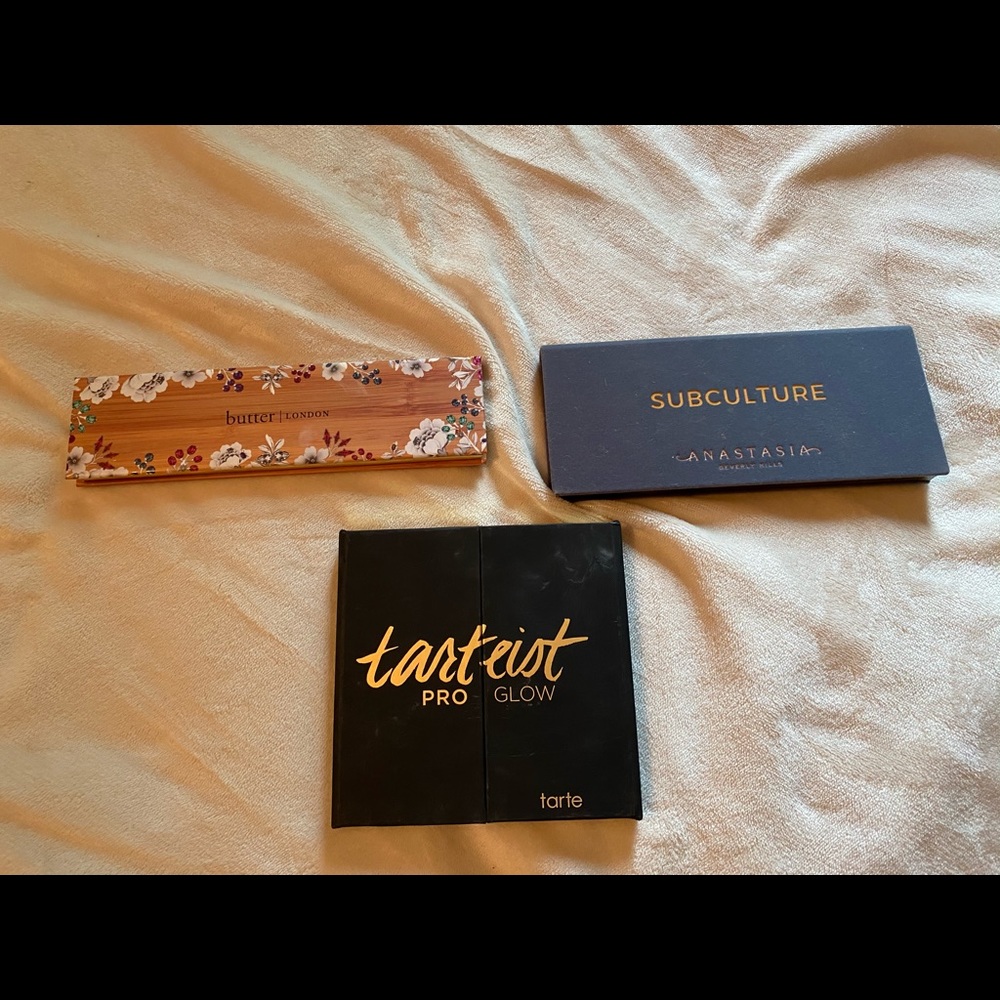 butter | LONDON
SUBCULTURE
ANASTASIA
BEVERLY HILLS
tarteist
PRO GLOW
tarte